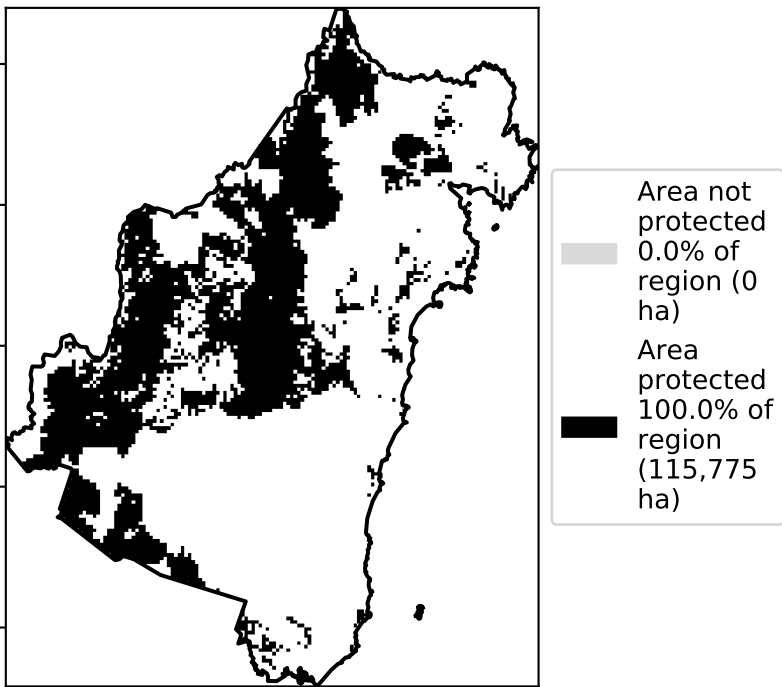 Area not
protected
0.0% of
region (0
ha)
Area
protected
100.0% of
region
(115,775
ha)